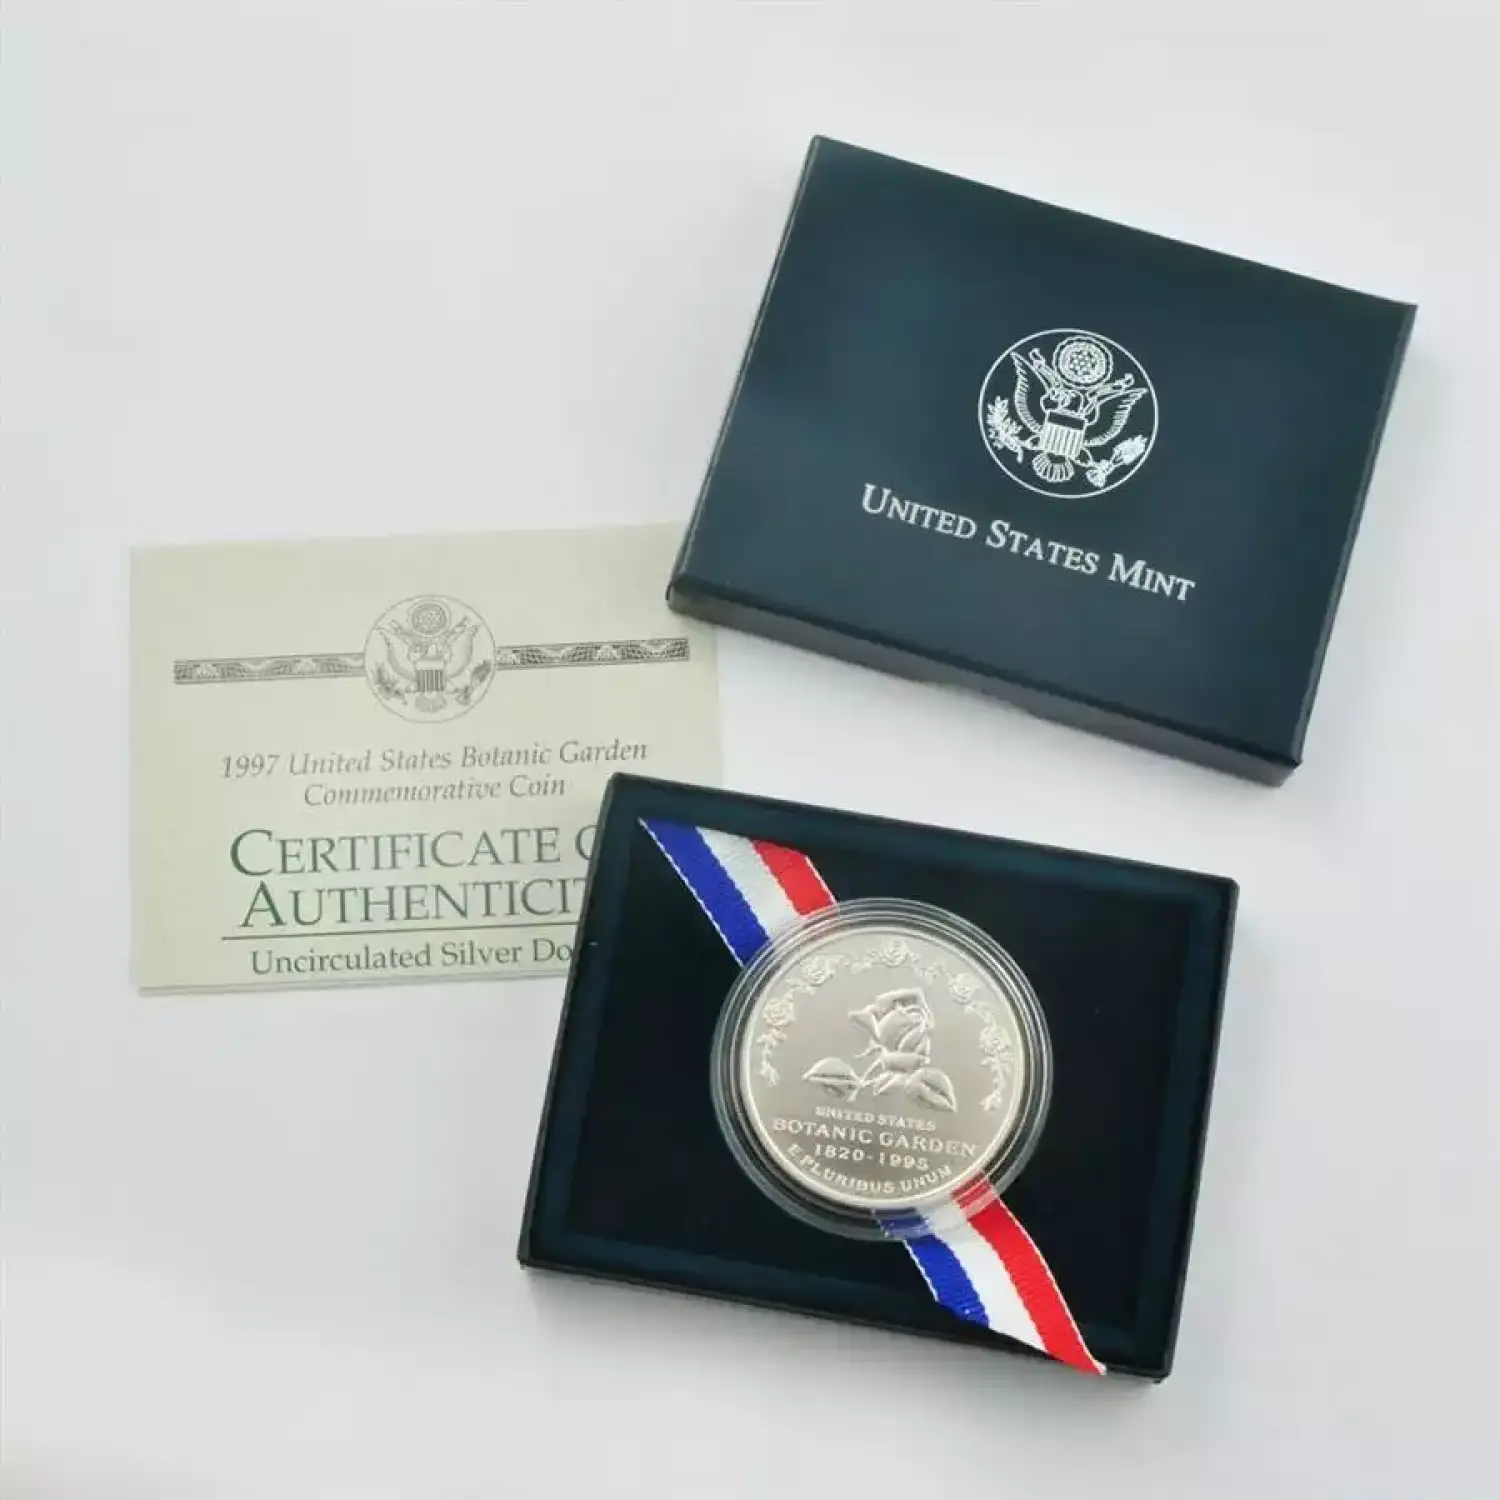 UNITED STATES MINT
1997 United States Botanic Garden
Commemorative Coin
CERTIFICATE
AUTHENTICI
Uncirculated Silver Do
UNITED STATES
BOTANIC GARDEN
1820-1995
E PLURIBUS UNUM